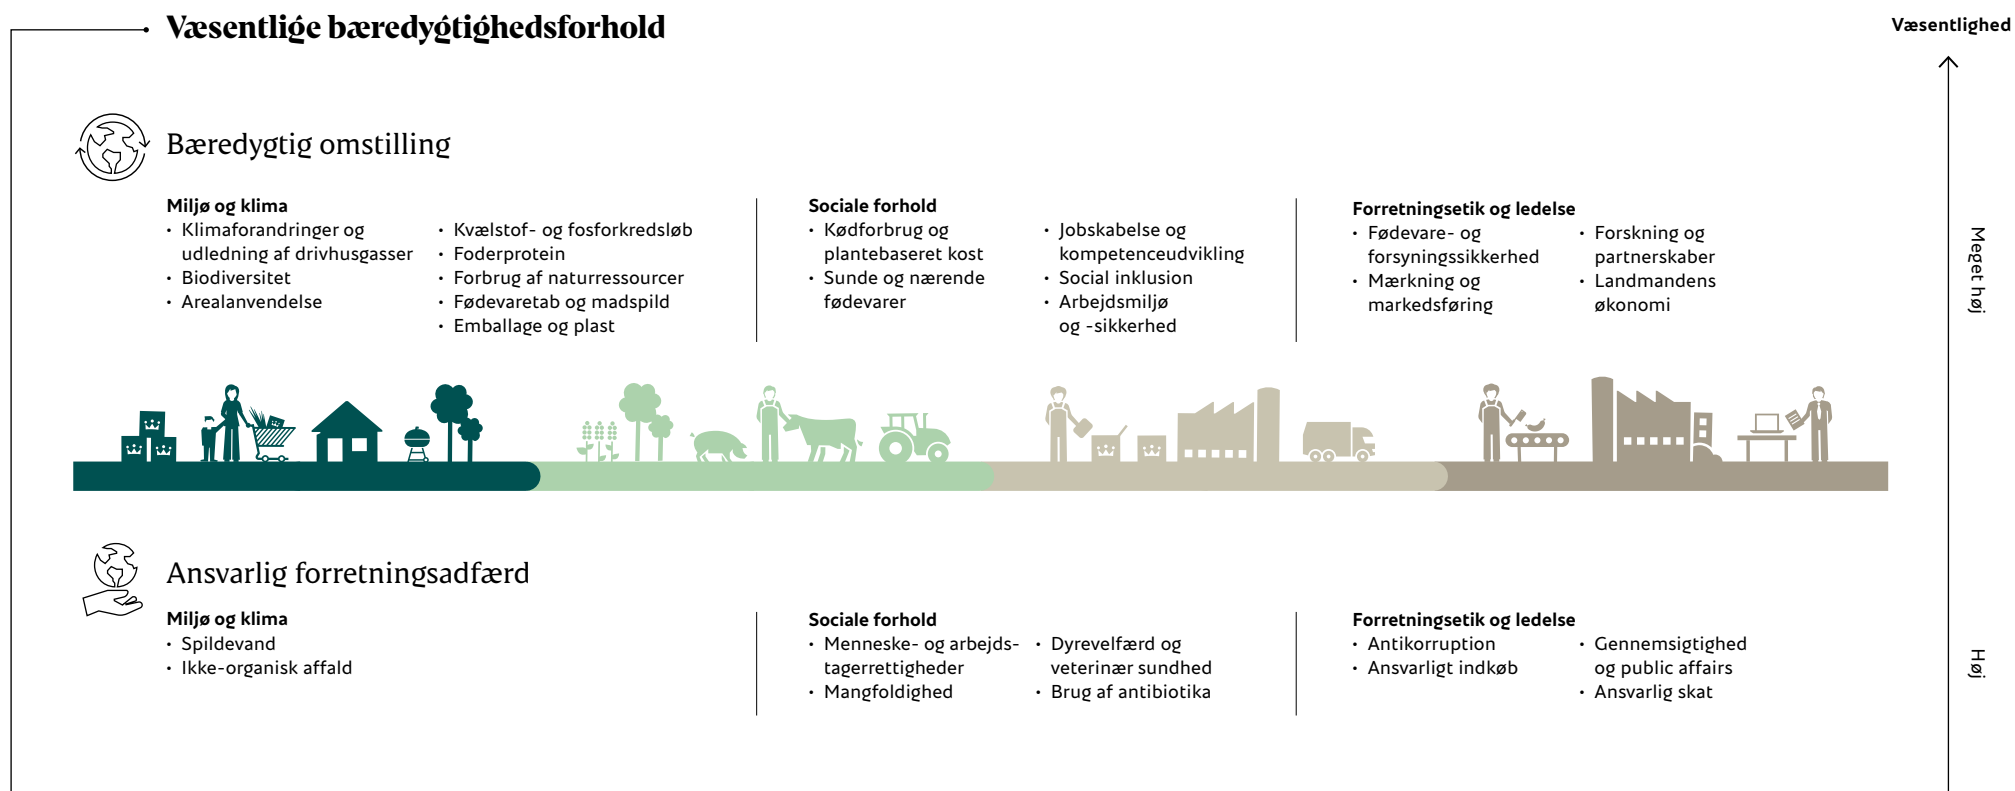 Væsentlige bæredygtighedsforhold
Væsentlighed
Bæredygtig omstilling
Miljø og klima
• Klimaforandringer og
udledning af drivhusgasser
• Biodiversitet
• Arealanvendelse
• Kvælstof- og fosforkredsløb
• Foderprotein
• Forbrug af naturressourcer
• Fødevaretab og madspild
• Emballage og plast
Sociale forhold
• Kødforbrug og
plantebaseret kost
• Sunde og nærende
fødevarer
• Jobskabelse og
kompetenceudvikling
• Social inklusion
• Arbejdsmiljø
og -sikkerhed
Forretningsetik og ledelse
• Fødevare- og
forsyningssikkerhed
• Mærkning og
markedsføring
• Forskning og
partnerskaber
• Landmandens
økonomi
Meget høj
Ansvarlig forretningsadfærd
Miljø og klima
• Spildevand
• Ikke-organisk affald
Sociale forhold
• Menneske- og arbejds-
tagerrettigheder
• Mangfoldighed
• Dyrevelfærd og
veterinær sundhed
• Brug af antibiotika
Forretningsetik og ledelse
• Antikorruption
• Ansvarligt indkøb
• Gennemsigtighed
og public affairs
• Ansvarlig skat
Høj